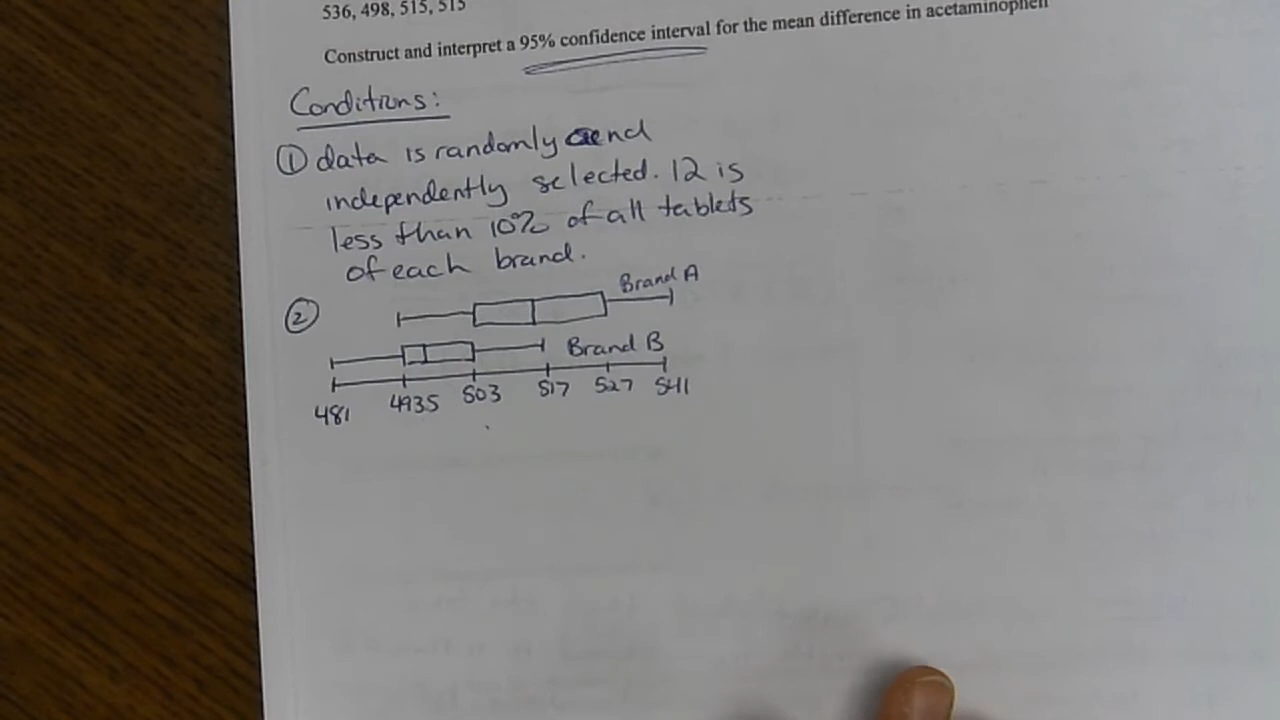 536, 498, 515, 515
Construct and interpret a 95% confidence interval for the mean difference in acetaminophen
Conditions:
① data is randomly and
independently selected. 12 is
less than 10% of all tablets
of each brand.
②
Brand A
Brand B
481 493.5 503 517 527 541